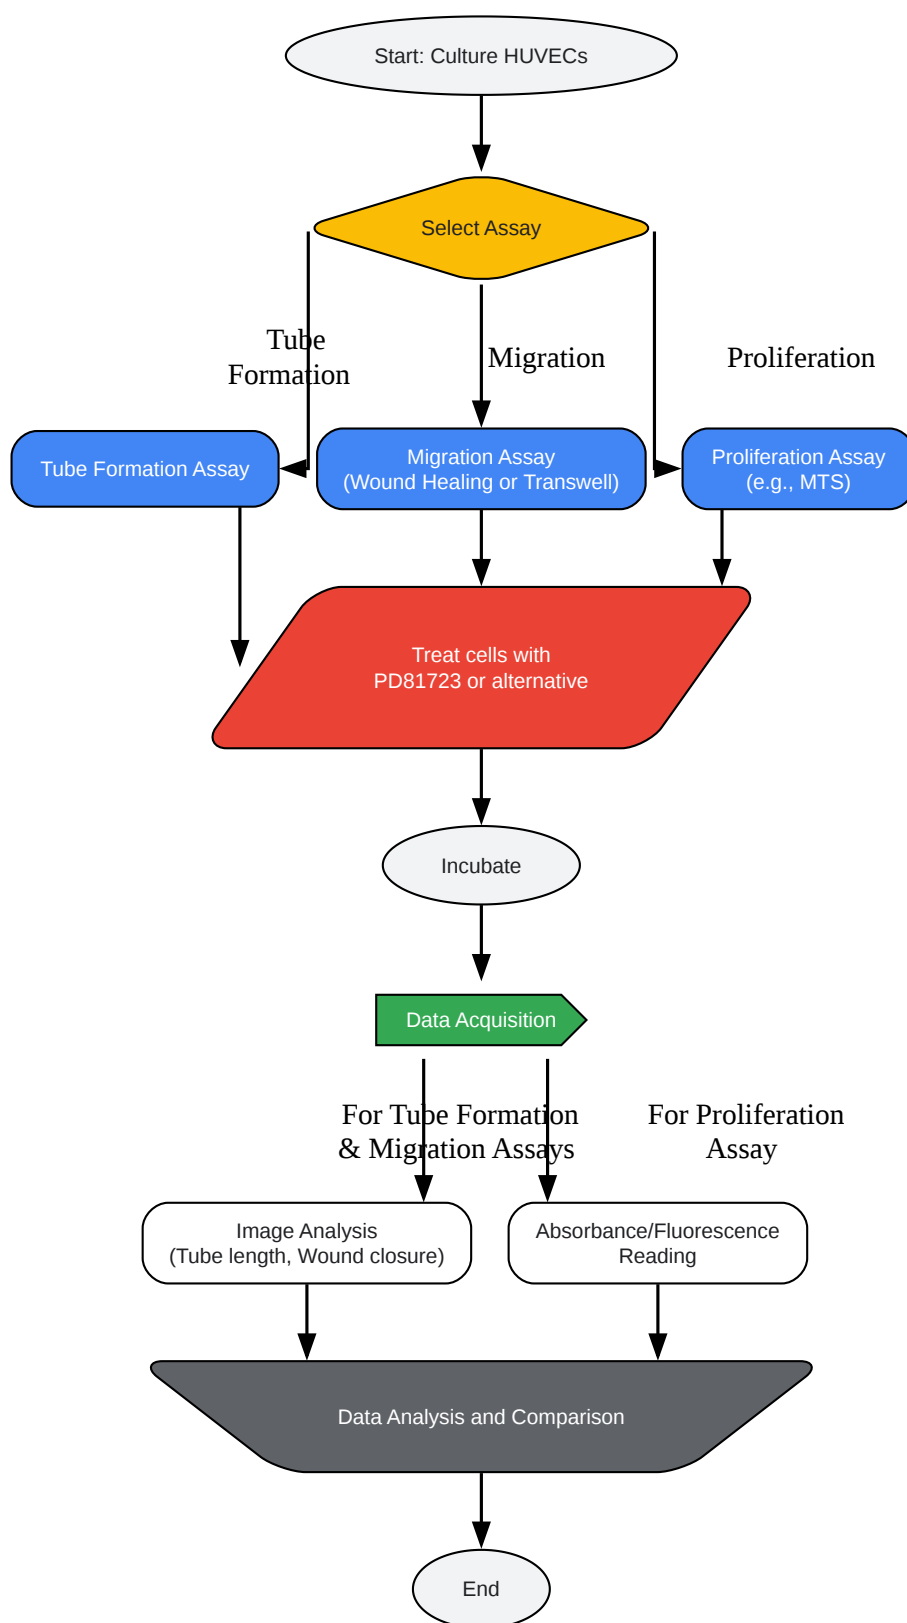 Start: Culture HUVECs
Select Assay
Tube
Formation
Migration
Proliferation
Tube Formation Assay
Migration Assay
(Wound Healing or Transwell)
Proliferation Assay
(e.g., MTS)
Treat cells with
PD81723 or alternative
Incubate
Data Acquisition
For Tube Formation
& Migration Assays
For Proliferation
Assay
Image Analysis
(Tube length, Wound closure)
Absorbance/Fluorescence
Reading
Data Analysis and Comparison
End